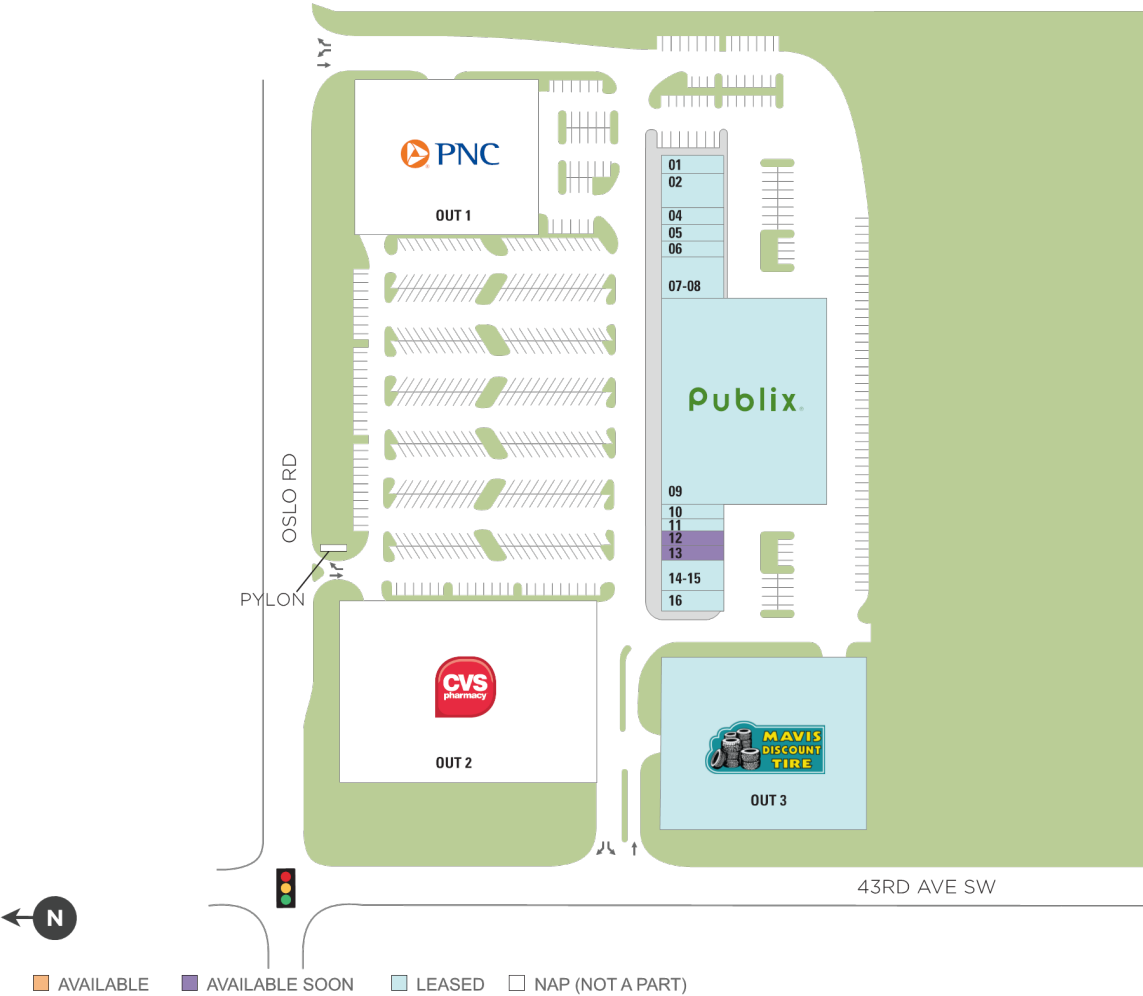 PNC
OUT 1
01
02
04
05
06
07-08
Publix
09
10
11
12
13
14-15
16
OSLO RD
PYLON
CVS
pharmacy
OUT 2
MAVIS
DISCOUNT
TIRE
OUT 3
43RD AVE SW
N
AVAILABLE
AVAILABLE SOON
LEASED
NAP (NOT A PART)